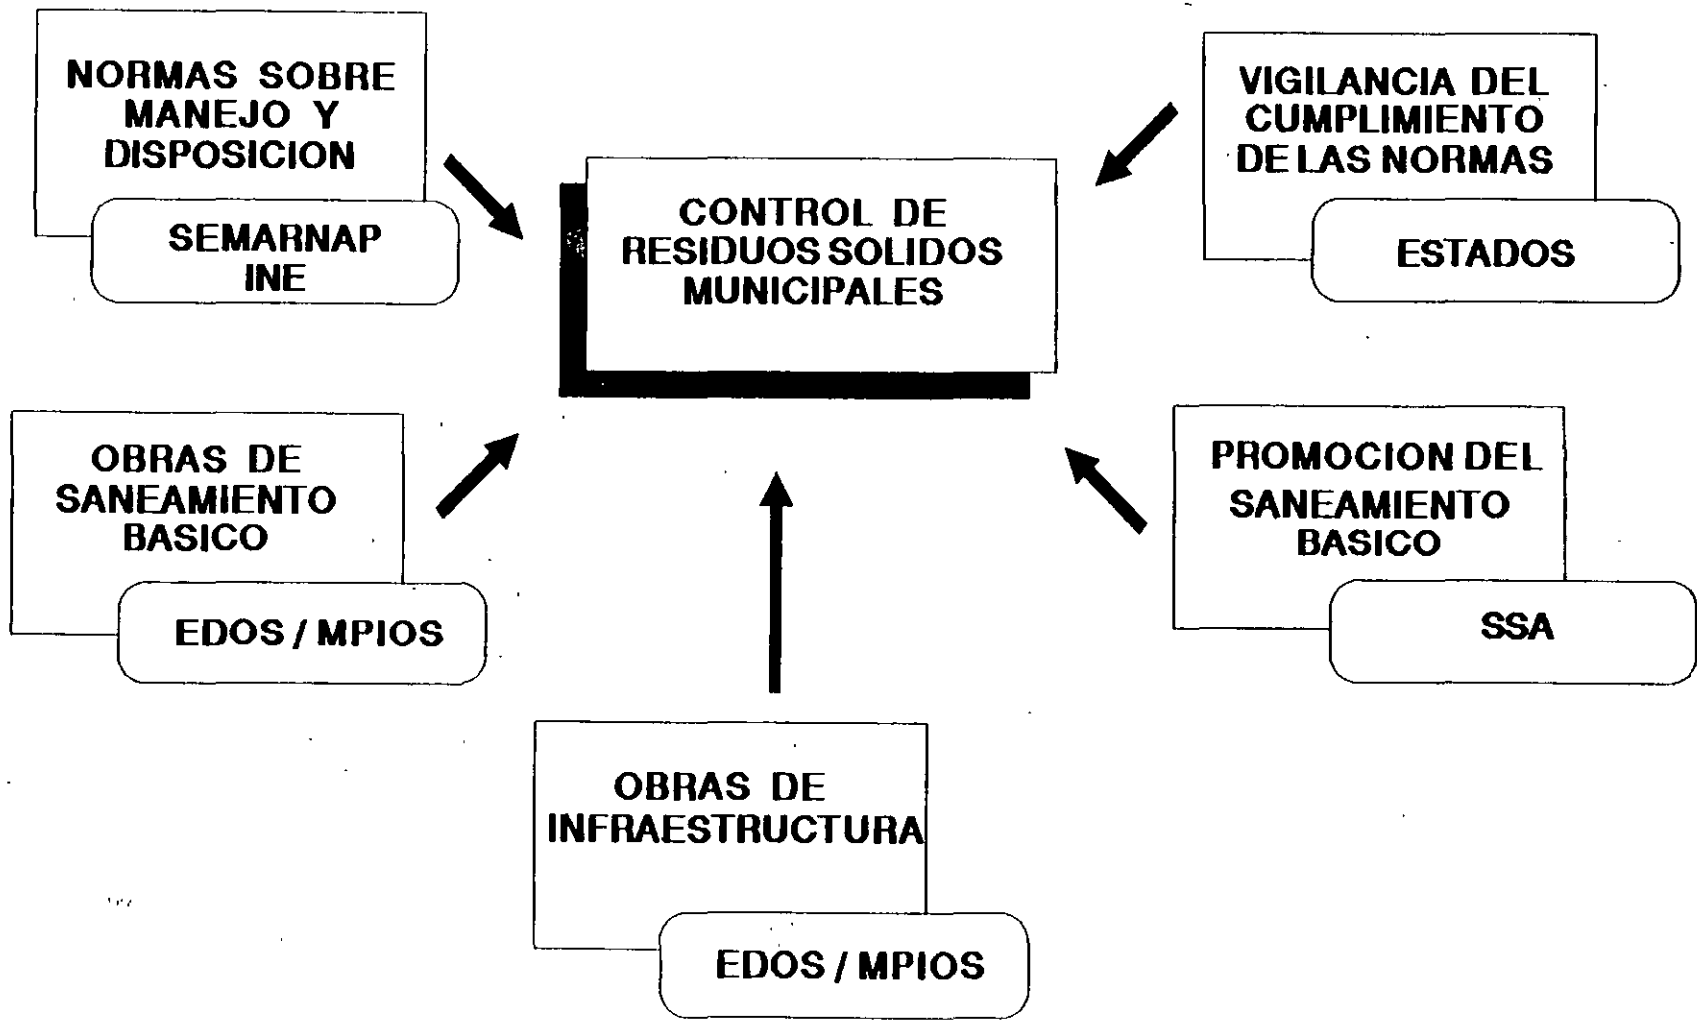 NORMAS SOBRE
MANEJO Y
DISPOSICION
SEMARNAP
INE
CONTROL DE
RESIDUOS SOLIDOS
MUNICIPALES
VIGILANCIA DEL
CUMPLIMIENTO
DE LAS NORMAS
ESTADOS
OBRAS DE
SANEAMIENTO
BASICO
EDOS / MPIOS
PROMOCION DEL
SANEAMIENTO
BASICO
SSA
OBRAS DE
INFRAESTRUCTURA
EDOS / MPIOS